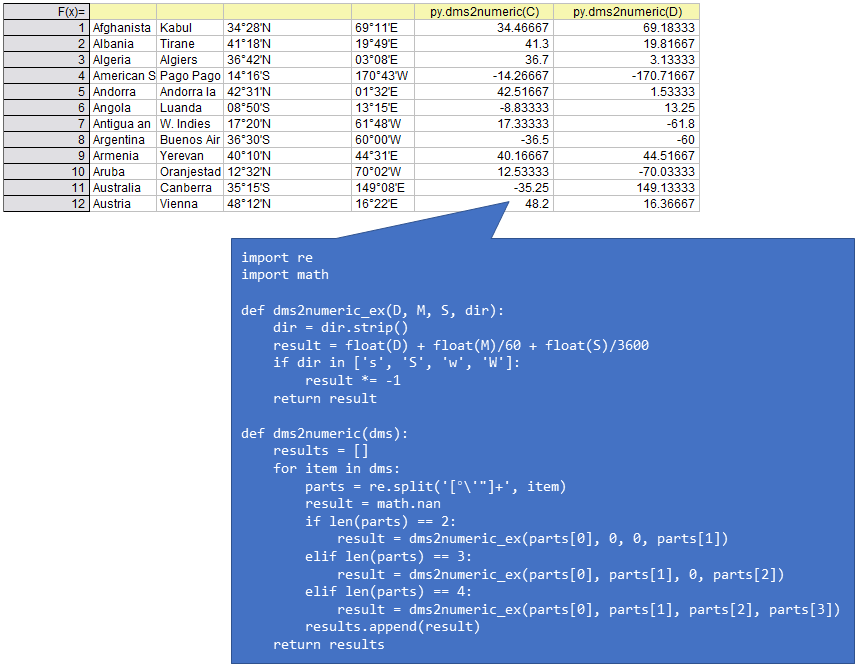 F(x)= py.dms2numeric(C) py.dms2numeric(D)
1 Afghanista Kabul 34°28'N 69°11'E 34.46667 69.18333
2 Albania Tirane 41°18'N 19°49'E 41.3 19.81667
3 Algeria Algiers 36°42'N 03°08'E 36.7 3.13333
4 American S Pago Pago 14°16'S 170°43'W -14.26667 -170.71667
5 Andorra Andorra la 42°31'N 01°32'E 42.51667 1.53333
6 Angola Luanda 08°50'S 13°15'E -8.83333 13.25
7 Antigua an W. Indies 17°20'N 61°48'W 17.33333 -61.8
8 Argentina Buenos Air 36°30'S 60°00'W -36.5 -60
9 Armenia Yerevan 40°10'N 44°31'E 40.16667 44.51667
10 Aruba Oranjestad 12°32'N 70°02'W 12.53333 -70.03333
11 Australia Canberra 35°15'S 149°08'E -35.25 149.13333
12 Austria Vienna 48°12'N 16°22'E 48.2 16.36667
import re
import math
def dms2numeric_ex(D, M, S, dir):
    dir = dir.strip()
    result = float(D) + float(M)/60 + float(S)/3600
    if dir in ['s', 'S', 'w', 'W']:
        result *= -1
    return result
def dms2numeric(dms):
    results = []
    for item in dms:
        parts = re.split('[°\'"]+', item)
        result = math.nan
        if len(parts) == 2:
            result = dms2numeric_ex(parts[0], 0, 0, parts[1])
        elif len(parts) == 3:
            result = dms2numeric_ex(parts[0], parts[1], 0, parts[2])
        elif len(parts) == 4:
            result = dms2numeric_ex(parts[0], parts[1], parts[2], parts[3])
        results.append(result)
    return results